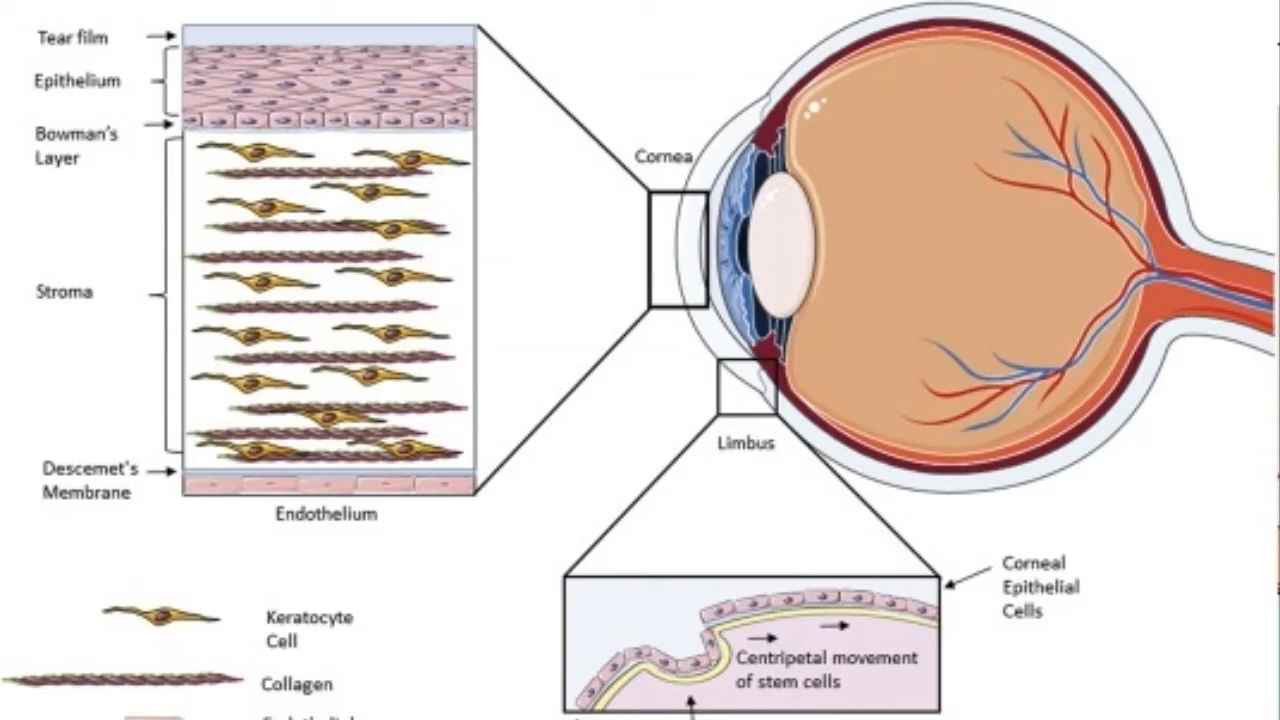 Tear film
Epithelium
Bowman's
Layer
Stroma
Descemet's
Membrane
Endothelium
Cornea
Limbus
Corneal
Epithelial
Cells
Centripetal movement
of stem cells
Keratocyte
Cell
Collagen